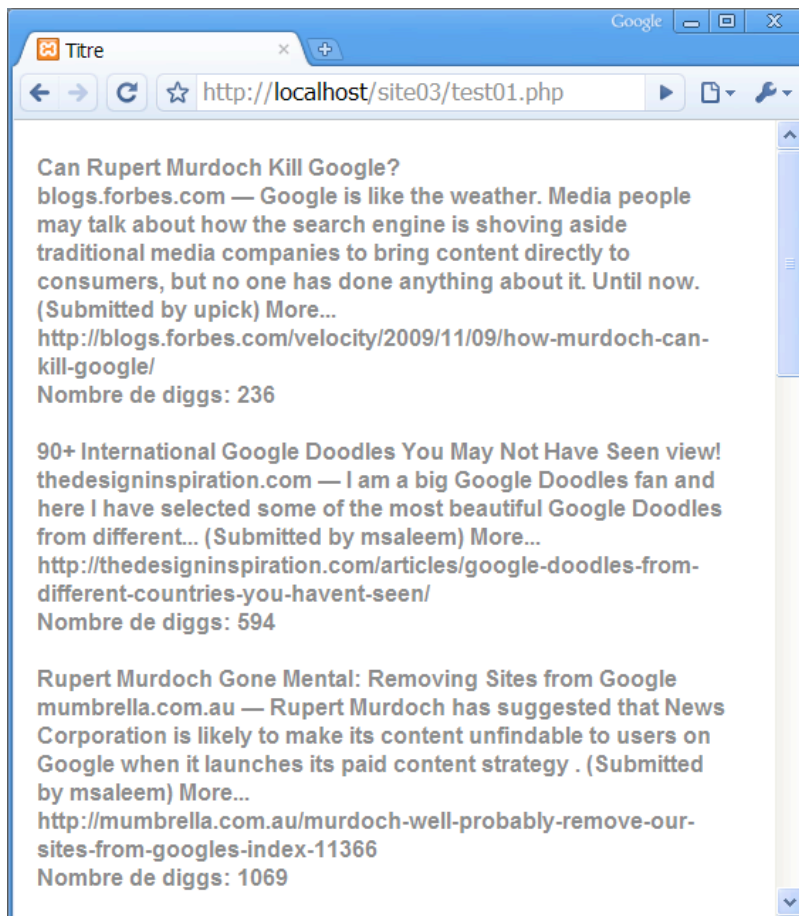 Google
Titre
http://localhost/site03/test01.php
Can Rupert Murdoch Kill Google?
blogs.forbes.com — Google is like the weather. Media people
may talk about how the search engine is shoving aside
traditional media companies to bring content directly to
consumers, but no one has done anything about it. Until now.
(Submitted by upick) More...
http://blogs.forbes.com/velocity/2009/11/09/how-murdoch-can-
kill-google/
Nombre de diggs: 236
90+ International Google Doodles You May Not Have Seen view!
thedesigninspiration.com — I am a big Google Doodles fan and
here I have selected some of the most beautiful Google Doodles
from different... (Submitted by msaleem) More...
http://thedesigninspiration.com/articles/google-doodles-from-
different-countries-you-havent-seen/
Nombre de diggs: 594
Rupert Murdoch Gone Mental: Removing Sites from Google
mumbrella.com.au — Rupert Murdoch has suggested that News
Corporation is likely to make its content unfindable to users on
Google when it launches its paid content strategy . (Submitted
by msaleem) More...
http://mumbrella.com.au/murdoch-well-probably-remove-our-
sites-from-googles-index-11366
Nombre de diggs: 1069